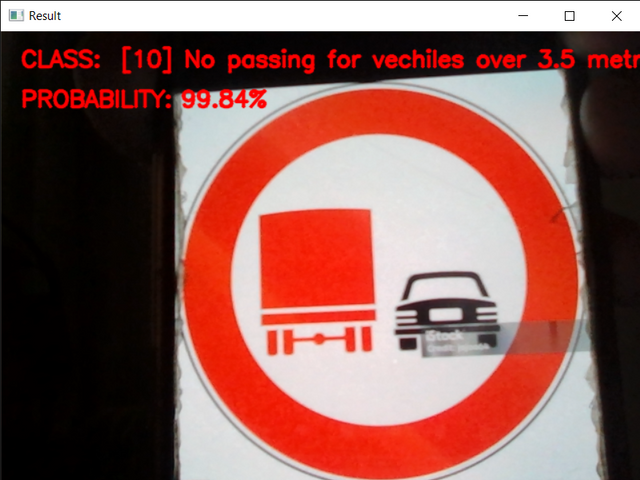 Result
CLASS: [10] No passing for vechiles over 3.5 metr
PROBABILITY: 99.84%
iStock